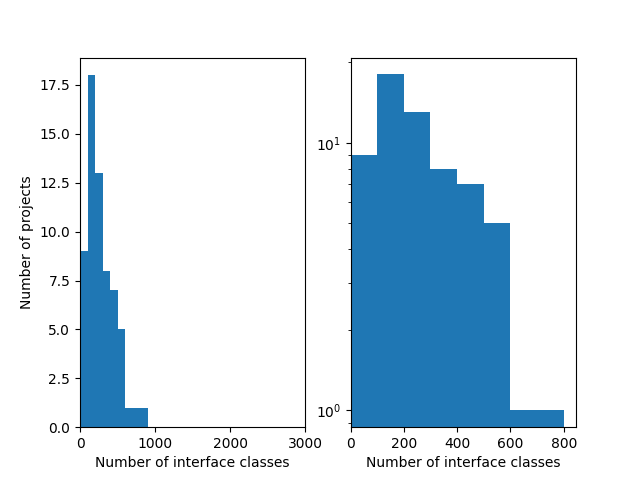 17.5
15.0
12.5
10.0
7.5
5.0
2.5
0.0
Number of projects
0 1000 2000 3000
Number of interface classes
10¹
10⁰
0 200 400 600 800
Number of interface classes